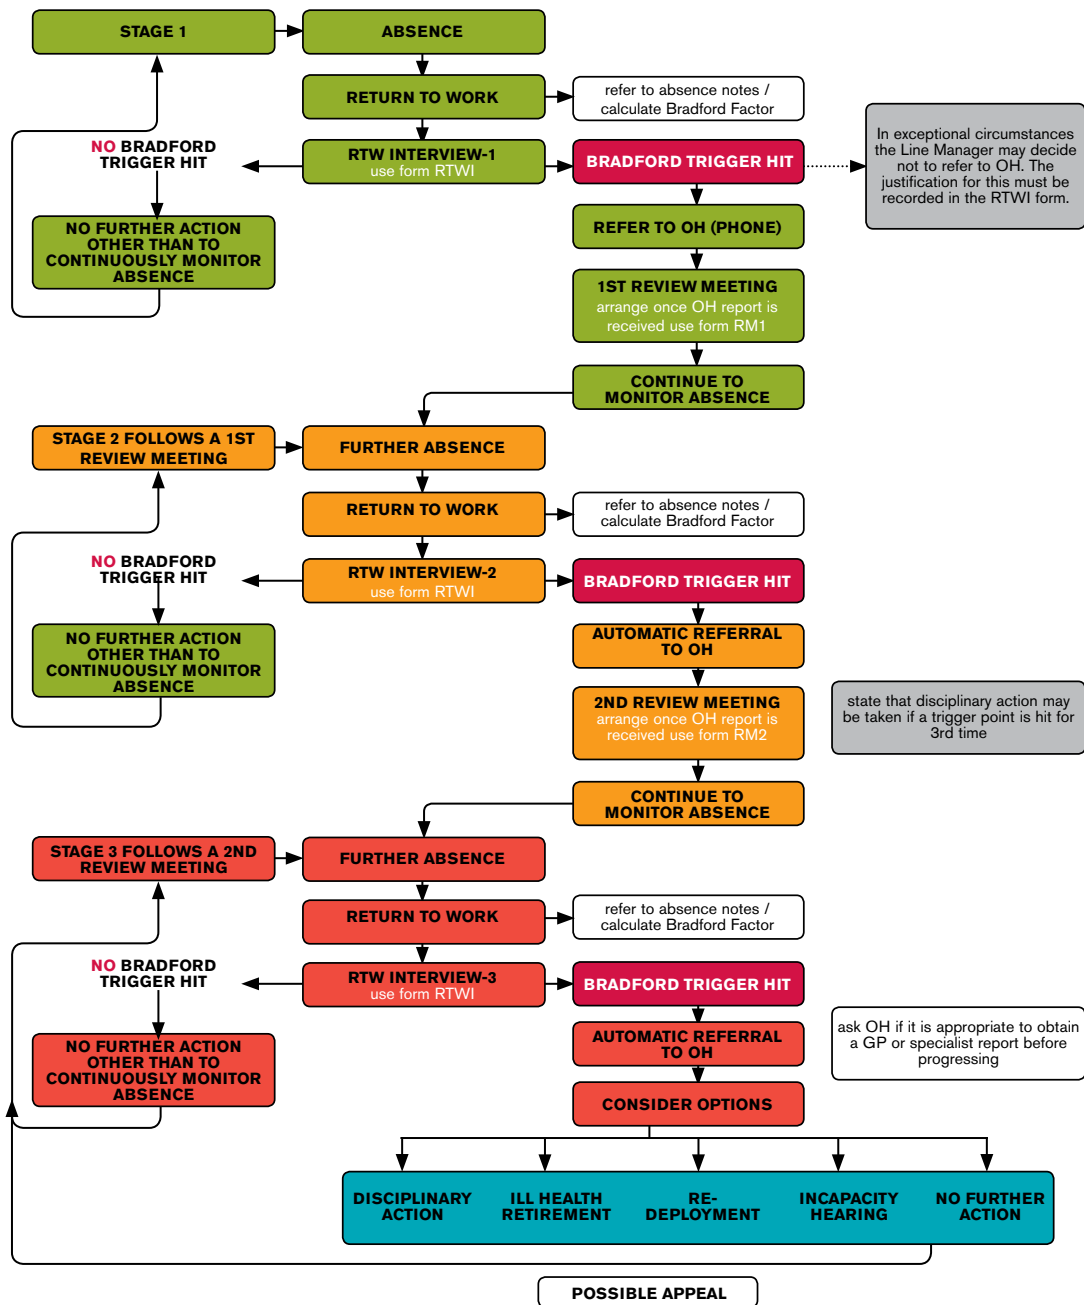 STAGE 1
ABSENCE
RETURN TO WORK
refer to absence notes /
calculate Bradford Factor
NO BRADFORD
TRIGGER HIT
RTW INTERVIEW-1
use form RTWI
BRADFORD TRIGGER HIT
In exceptional circumstances
the Line Manager may decide
not to refer to OH. The
justification for this must be
recorded in the RTWI form.
NO FURTHER ACTION
OTHER THAN TO
CONTINUOUSLY MONITOR
ABSENCE
REFER TO OH (PHONE)
1ST REVIEW MEETING
arrange once OH report is
received use form RM1
CONTINUE TO
MONITOR ABSENCE
STAGE 2 FOLLOWS A 1ST
REVIEW MEETING
FURTHER ABSENCE
RETURN TO WORK
refer to absence notes /
calculate Bradford Factor
NO BRADFORD
TRIGGER HIT
RTW INTERVIEW-2
use form RTWI
BRADFORD TRIGGER HIT
NO FURTHER ACTION
OTHER THAN TO
CONTINUOUSLY MONITOR
ABSENCE
AUTOMATIC REFERRAL
TO OH
2ND REVIEW MEETING
arrange once OH report is
received use form RM2
state that disciplinary action may
be taken if a trigger point is hit for
3rd time
CONTINUE TO
MONITOR ABSENCE
STAGE 3 FOLLOWS A 2ND
REVIEW MEETING
FURTHER ABSENCE
RETURN TO WORK
refer to absence notes /
calculate Bradford Factor
NO BRADFORD
TRIGGER HIT
RTW INTERVIEW-3
use form RTWI
BRADFORD TRIGGER HIT
NO FURTHER ACTION
OTHER THAN TO
CONTINUOUSLY MONITOR
ABSENCE
AUTOMATIC REFERRAL
TO OH
ask OH if it is appropriate to obtain
a GP or specialist report before
progressing
CONSIDER OPTIONS
DISCIPLINARY
ACTION
ILL HEALTH
RETIREMENT
RE-
DEPLOYMENT
INCAPACITY
HEARING
NO FURTHER
ACTION
POSSIBLE APPEAL